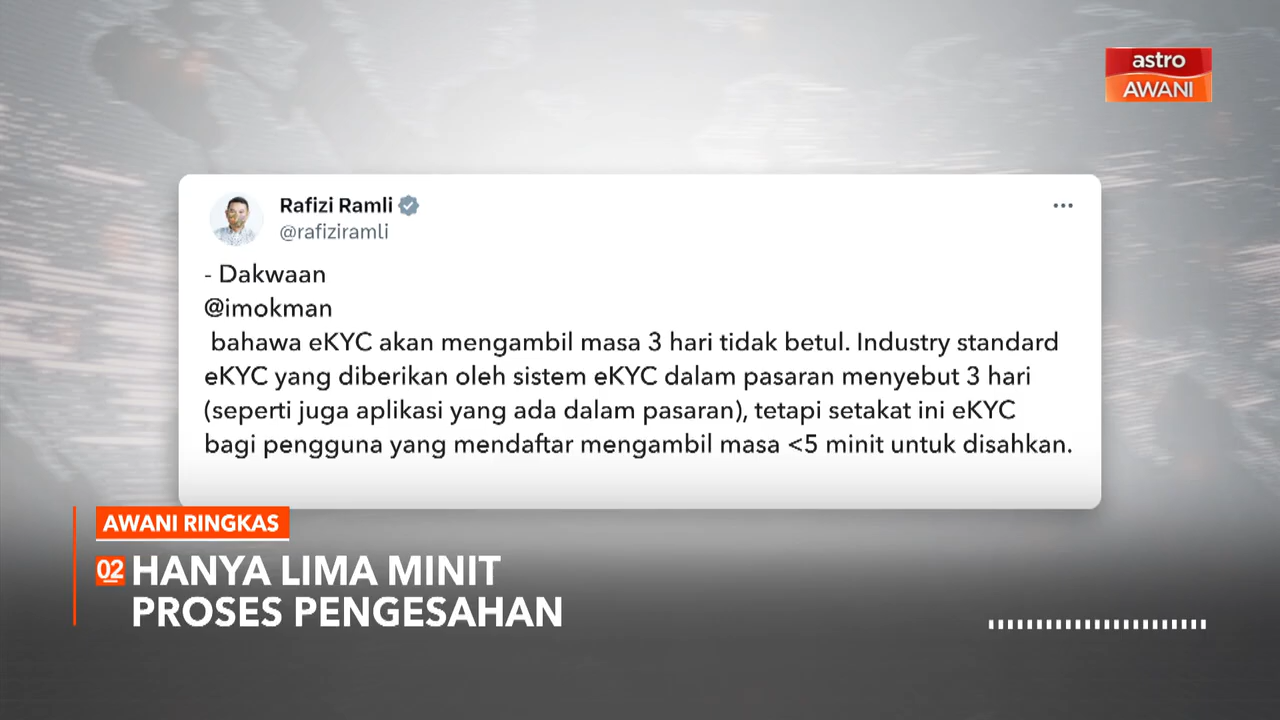 astro
AWANI
Rafizi Ramli
@rafiziramli
- Dakwaan
@imokman
bahawa eKYC akan mengambil masa 3 hari tidak betul. Industry standard
eKYC yang diberikan oleh sistem eKYC dalam pasaran menyebut 3 hari
(seperti juga aplikasi yang ada dalam pasaran), tetapi setakat ini eKYC
bagi pengguna yang mendaftar mengambil masa <5 minit untuk disahkan.
AWANI RINGKAS
02 HANYA LIMA MINIT
PROSES PENGESAHAN